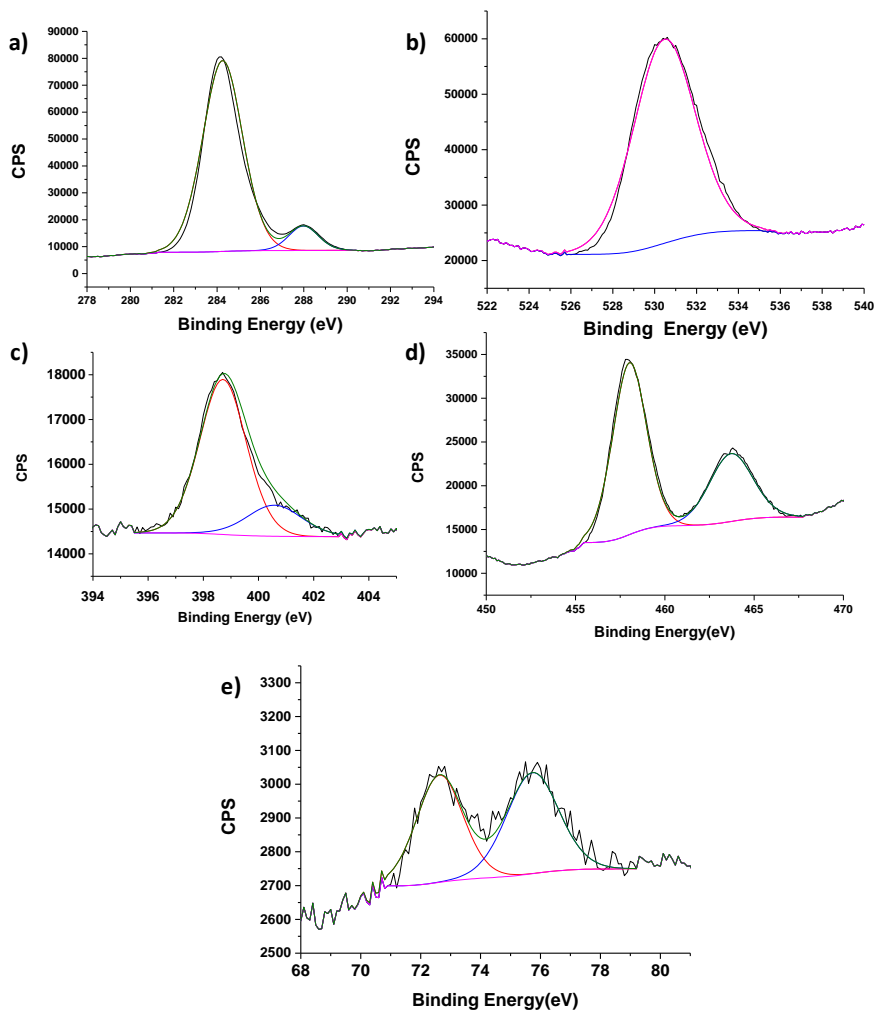 a)
90000
80000
70000
60000
50000
40000
30000
20000
10000
0
CPS
278 280 282 284 286 288 290 292 294
Binding Energy (eV)
b)
60000
50000
40000
30000
20000
CPS
522 524 526 528 530 532 534 536 538 540
Binding Energy (eV)
c)
18000
17000
16000
15000
14000
CPS
394 396 398 400 402 404
Binding Energy (eV)
d)
35000
30000
25000
20000
15000
10000
CPS
450 455 460 465 470
Binding Energy(eV)
e)
3300
3200
3100
3000
2900
2800
2700
2600
2500
CPS
68 70 72 74 76 78 80
Binding Energy(eV)